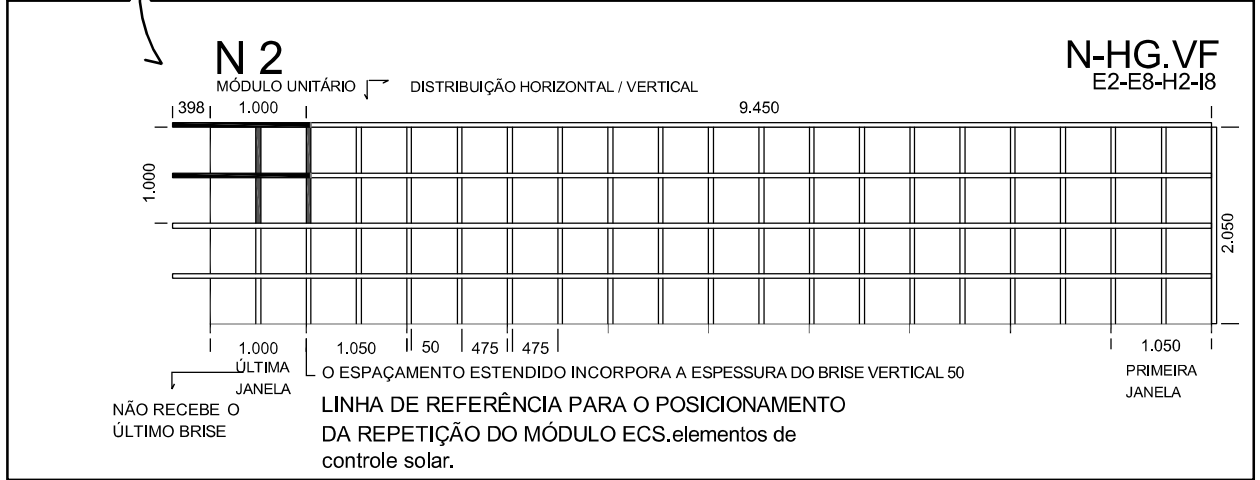 N 2
N-HG.VF
E2-E8-H2-I8
MÓDULO UNITÁRIO
DISTRIBUIÇÃO HORIZONTAL / VERTICAL
398
1.000
9.450
1.000
2.050
1.000
1.050
50
475
475
1.050
ÚLTIMA
JANELA
O ESPAÇAMENTO ESTENDIDO INCORPORA A ESPESSURA DO BRISE VERTICAL 50
PRIMEIRA
JANELA
NÃO RECEBE O
ÚLTIMO BRISE
LINHA DE REFERÊNCIA PARA O POSICIONAMENTO
DA REPETIÇÃO DO MÓDULO ECS.elementos de
controle solar.